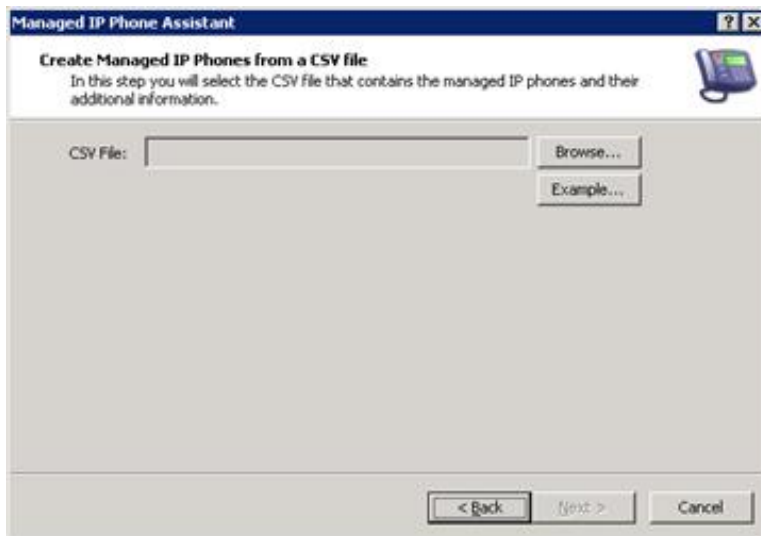 Managed IP Phone Assistant
Create Managed IP Phones from a CSV file
In this step you will select the CSV file that contains the managed IP phones and their
additional information.
CSV File:
Browse...
Example...
< Back
Next >
Cancel